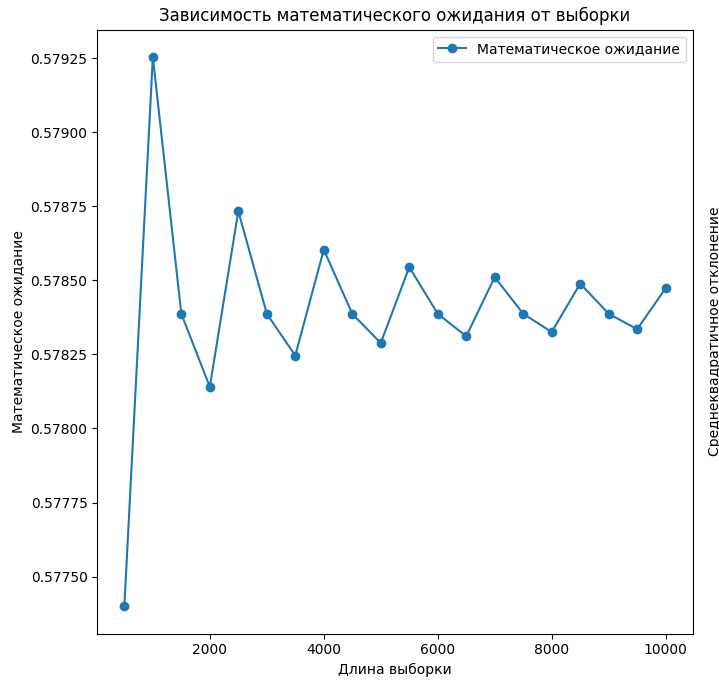 Зависимость математического ожидания от выборки
Математическое ожидание
0.57925
0.57900
0.57875
0.57850
0.57825
0.57800
0.57775
0.57750
Математическое ожидание
2000
4000
6000
8000
10000
Длина выборки
Среднеквадратичное отклонение